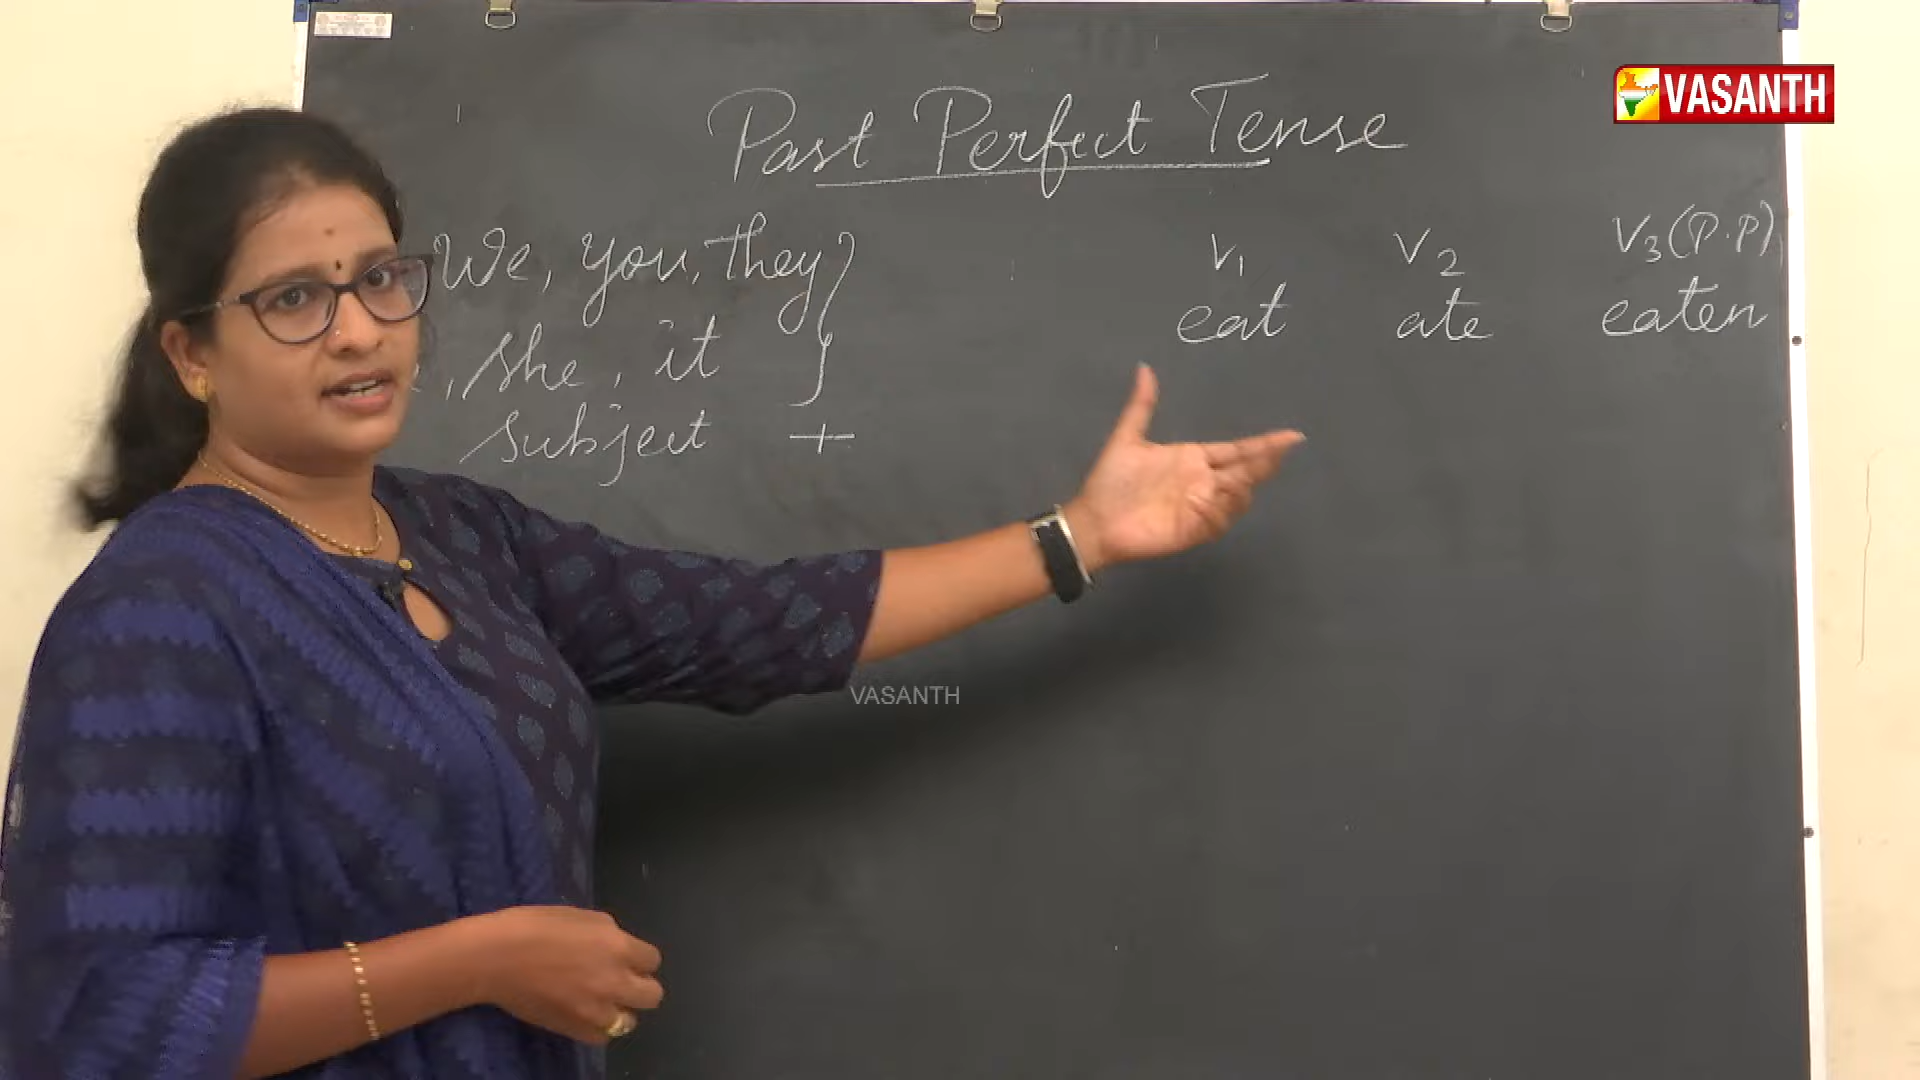 VASANTH
Past Perfect Tense
We, you, they }
, she, it
subject +
V1 V2 V3 (P.P)
eat ate eaten
VASANTH